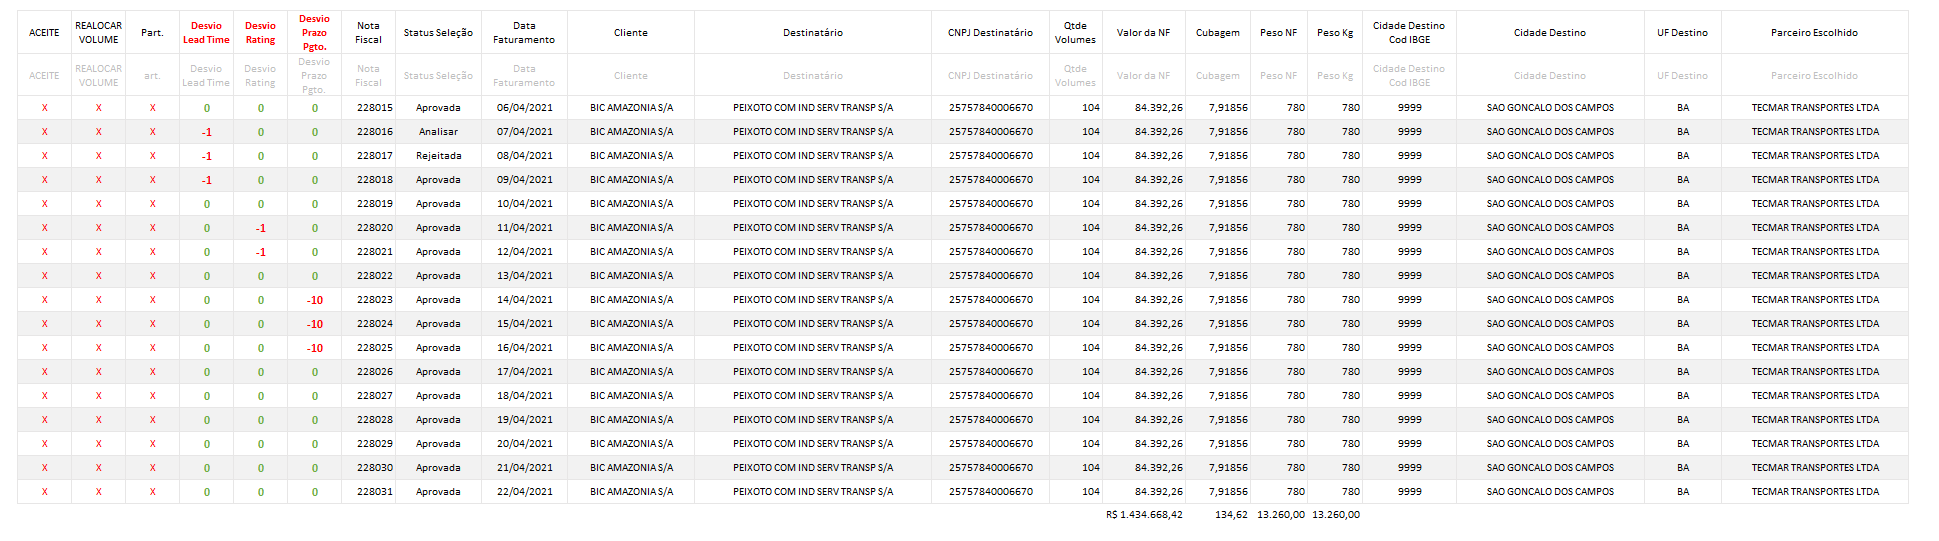 ACEITE REALOCAR VOLUME Part. Desvio Lead Time Desvio Rating Desvio Prazo Pgto. Nota Fiscal Status Seleção Data Faturamento Cliente Destinatário CNPJ Destinatário Qtde Volumes Valor da NF Cubagem Peso NF Peso Kg Cidade Destino Cod IBGE Cidade Destino UF Destino Parceiro Escolhido
ACEITE REALOCAR VOLUME art. Desvio Lead Time Desvio Rating Desvio Prazo Pgto. Nota Fiscal Status Seleção Data Faturamento Cliente Destinatário CNPJ Destinatário Qtde Volumes Valor da NF Cubagem Peso NF Peso Kg Cidade Destino Cod IBGE Cidade Destino UF Destino Parceiro Escolhido
X X X 0 0 0 228015 Aprovada 06/04/2021 BIC AMAZONIA S/A PEIXOTO COM IND SERV TRANSP S/A 25757840006670 104 84.392,26 7,91856 780 780 9999 SAO GONCALO DOS CAMPOS BA TECMAR TRANSPORTES LTDA
X X X -1 0 0 228016 Analisar 07/04/2021 BIC AMAZONIA S/A PEIXOTO COM IND SERV TRANSP S/A 25757840006670 104 84.392,26 7,91856 780 780 9999 SAO GONCALO DOS CAMPOS BA TECMAR TRANSPORTES LTDA
X X X -1 0 0 228017 Rejeitada 08/04/2021 BIC AMAZONIA S/A PEIXOTO COM IND SERV TRANSP S/A 25757840006670 104 84.392,26 7,91856 780 780 9999 SAO GONCALO DOS CAMPOS BA TECMAR TRANSPORTES LTDA
X X X -1 0 0 228018 Aprovada 09/04/2021 BIC AMAZONIA S/A PEIXOTO COM IND SERV TRANSP S/A 25757840006670 104 84.392,26 7,91856 780 780 9999 SAO GONCALO DOS CAMPOS BA TECMAR TRANSPORTES LTDA
X X X 0 0 0 228019 Aprovada 10/04/2021 BIC AMAZONIA S/A PEIXOTO COM IND SERV TRANSP S/A 25757840006670 104 84.392,26 7,91856 780 780 9999 SAO GONCALO DOS CAMPOS BA TECMAR TRANSPORTES LTDA
X X X 0 -1 0 228020 Aprovada 11/04/2021 BIC AMAZONIA S/A PEIXOTO COM IND SERV TRANSP S/A 25757840006670 104 84.392,26 7,91856 780 780 9999 SAO GONCALO DOS CAMPOS BA TECMAR TRANSPORTES LTDA
X X X 0 -1 0 228021 Aprovada 12/04/2021 BIC AMAZONIA S/A PEIXOTO COM IND SERV TRANSP S/A 25757840006670 104 84.392,26 7,91856 780 780 9999 SAO GONCALO DOS CAMPOS BA TECMAR TRANSPORTES LTDA
X X X 0 0 0 228022 Aprovada 13/04/2021 BIC AMAZONIA S/A PEIXOTO COM IND SERV TRANSP S/A 25757840006670 104 84.392,26 7,91856 780 780 9999 SAO GONCALO DOS CAMPOS BA TECMAR TRANSPORTES LTDA
X X X 0 0 -10 228023 Aprovada 14/04/2021 BIC AMAZONIA S/A PEIXOTO COM IND SERV TRANSP S/A 25757840006670 104 84.392,26 7,91856 780 780 9999 SAO GONCALO DOS CAMPOS BA TECMAR TRANSPORTES LTDA
X X X 0 0 -10 228024 Aprovada 15/04/2021 BIC AMAZONIA S/A PEIXOTO COM IND SERV TRANSP S/A 25757840006670 104 84.392,26 7,91856 780 780 9999 SAO GONCALO DOS CAMPOS BA TECMAR TRANSPORTES LTDA
X X X 0 0 -10 228025 Aprovada 16/04/2021 BIC AMAZONIA S/A PEIXOTO COM IND SERV TRANSP S/A 25757840006670 104 84.392,26 7,91856 780 780 9999 SAO GONCALO DOS CAMPOS BA TECMAR TRANSPORTES LTDA
X X X 0 0 0 228026 Aprovada 17/04/2021 BIC AMAZONIA S/A PEIXOTO COM IND SERV TRANSP S/A 25757840006670 104 84.392,26 7,91856 780 780 9999 SAO GONCALO DOS CAMPOS BA TECMAR TRANSPORTES LTDA
X X X 0 0 0 228027 Aprovada 18/04/2021 BIC AMAZONIA S/A PEIXOTO COM IND SERV TRANSP S/A 25757840006670 104 84.392,26 7,91856 780 780 9999 SAO GONCALO DOS CAMPOS BA TECMAR TRANSPORTES LTDA
X X X 0 0 0 228028 Aprovada 19/04/2021 BIC AMAZONIA S/A PEIXOTO COM IND SERV TRANSP S/A 25757840006670 104 84.392,26 7,91856 780 780 9999 SAO GONCALO DOS CAMPOS BA TECMAR TRANSPORTES LTDA
X X X 0 0 0 228029 Aprovada 20/04/2021 BIC AMAZONIA S/A PEIXOTO COM IND SERV TRANSP S/A 25757840006670 104 84.392,26 7,91856 780 780 9999 SAO GONCALO DOS CAMPOS BA TECMAR TRANSPORTES LTDA
X X X 0 0 0 228030 Aprovada 21/04/2021 BIC AMAZONIA S/A PEIXOTO COM IND SERV TRANSP S/A 25757840006670 104 84.392,26 7,91856 780 780 9999 SAO GONCALO DOS CAMPOS BA TECMAR TRANSPORTES LTDA
X X X 0 0 0 228031 Aprovada 22/04/2021 BIC AMAZONIA S/A PEIXOTO COM IND SERV TRANSP S/A 25757840006670 104 84.392,26 7,91856 780 780 9999 SAO GONCALO DOS CAMPOS BA TECMAR TRANSPORTES LTDA
R$ 1.434.668,42 134,62 13.260,00 13.260,00